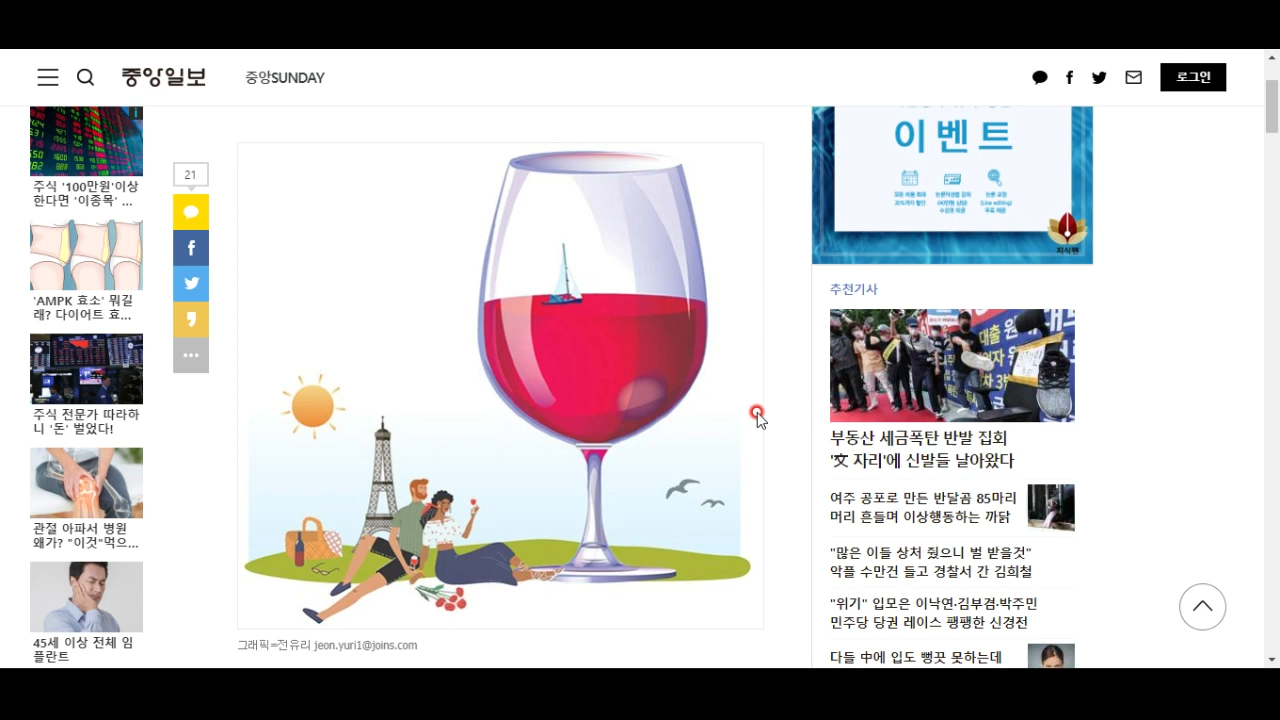 중앙일보
중앙SUNDAY
로그인
주식 '100만원'이상
한다면 '이종목' ...
'AMPK 효소' 뭐길
래? 다이어트 효...
주식 전문가 따라하
니 '돈' 벌었다!
관절 아파서 병원
왜가? "이것"먹으...
45세 이상 전체 임
플란트
21
그래픽=전유리 jeon.yuri1@joins.com
이벤트
지식펜
추천기사
부동산 세금폭탄 반발 집회
'文 자리'에 신발들 날아왔다
여주 공포로 만든 반달곰 85마리
머리 흔들며 이상행동하는 까닭
"많은 이들 상처 줬으니 벌 받을것"
악플 수만건 들고 경찰서 간 김희철
"위기" 입모은 이낙연·김부겸·박주민
민주당 당권 레이스 팽팽한 신경전
다들 中에 입도 뻥끗 못하는데